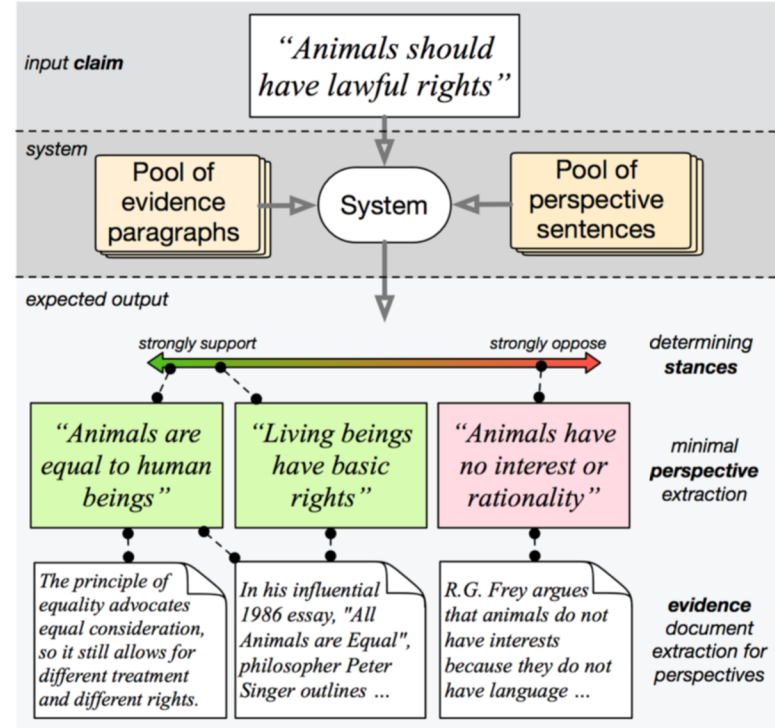 input claim
“Animals should
have lawful rights”
system
Pool of
evidence
paragraphs
System
Pool of
perspective
sentences
expected output
strongly support
strongly oppose
determining
stances
“Animals are
equal to human
beings”
“Living beings
have basic
rights”
“Animals have
no interest or
rationality”
minimal
perspective
extraction
The principle of
equality advocates
equal consideration,
so it still allows for
different treatment
and different rights.
In his influential
1986 essay, "All
Animals are Equal",
philosopher Peter
Singer outlines ...
R.G. Frey argues
that animals do not
have interests
because they do not
have language ...
evidence
document
extraction for
perspectives